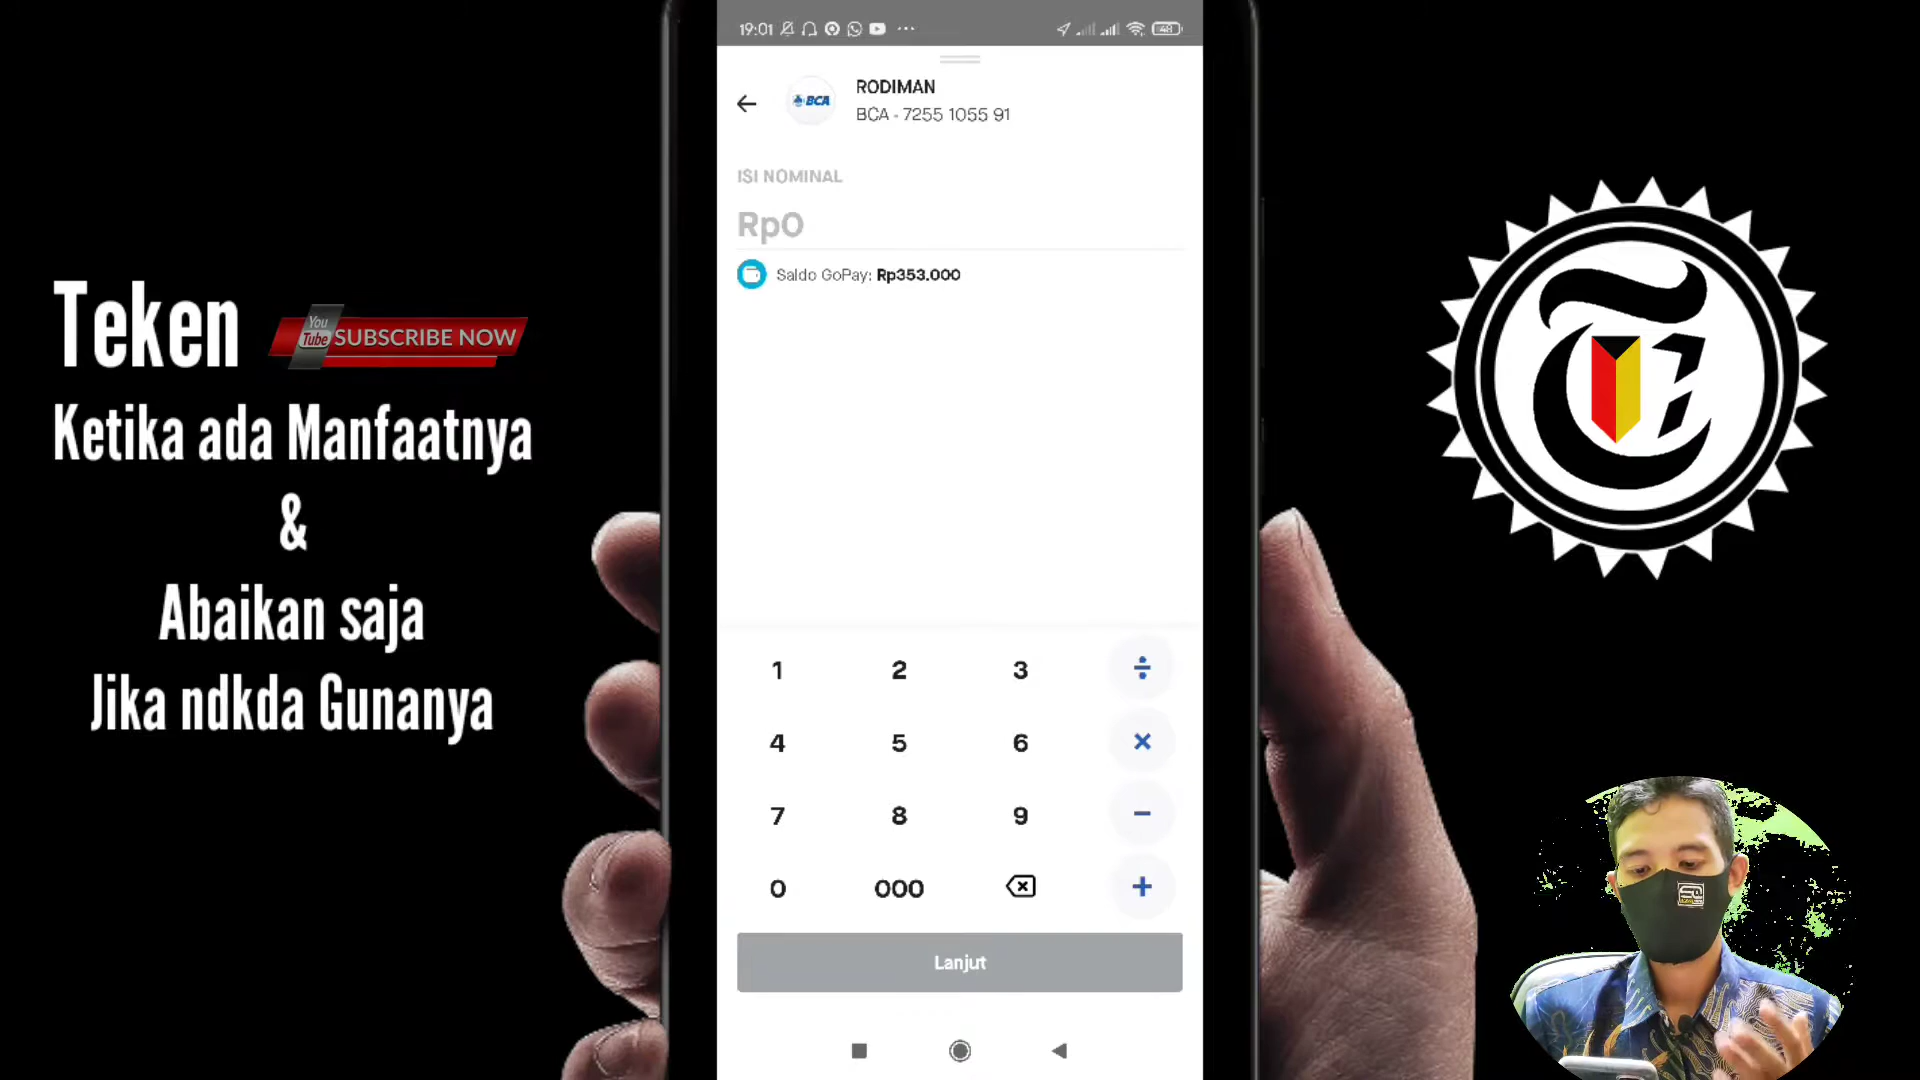 19:01
48
RODIMAN
BCA
BCA - 7255 1055 91
ISI NOMINAL
Rp0
Saldo GoPay: Rp353.000
1 2 3 ÷
4 5 6 ×
7 8 9 −
0 000 +
Lanjut
Teken
You
Tube SUBSCRIBE NOW
Ketika ada Manfaatnya
&
Abaikan saja
Jika ndkda Gunanya